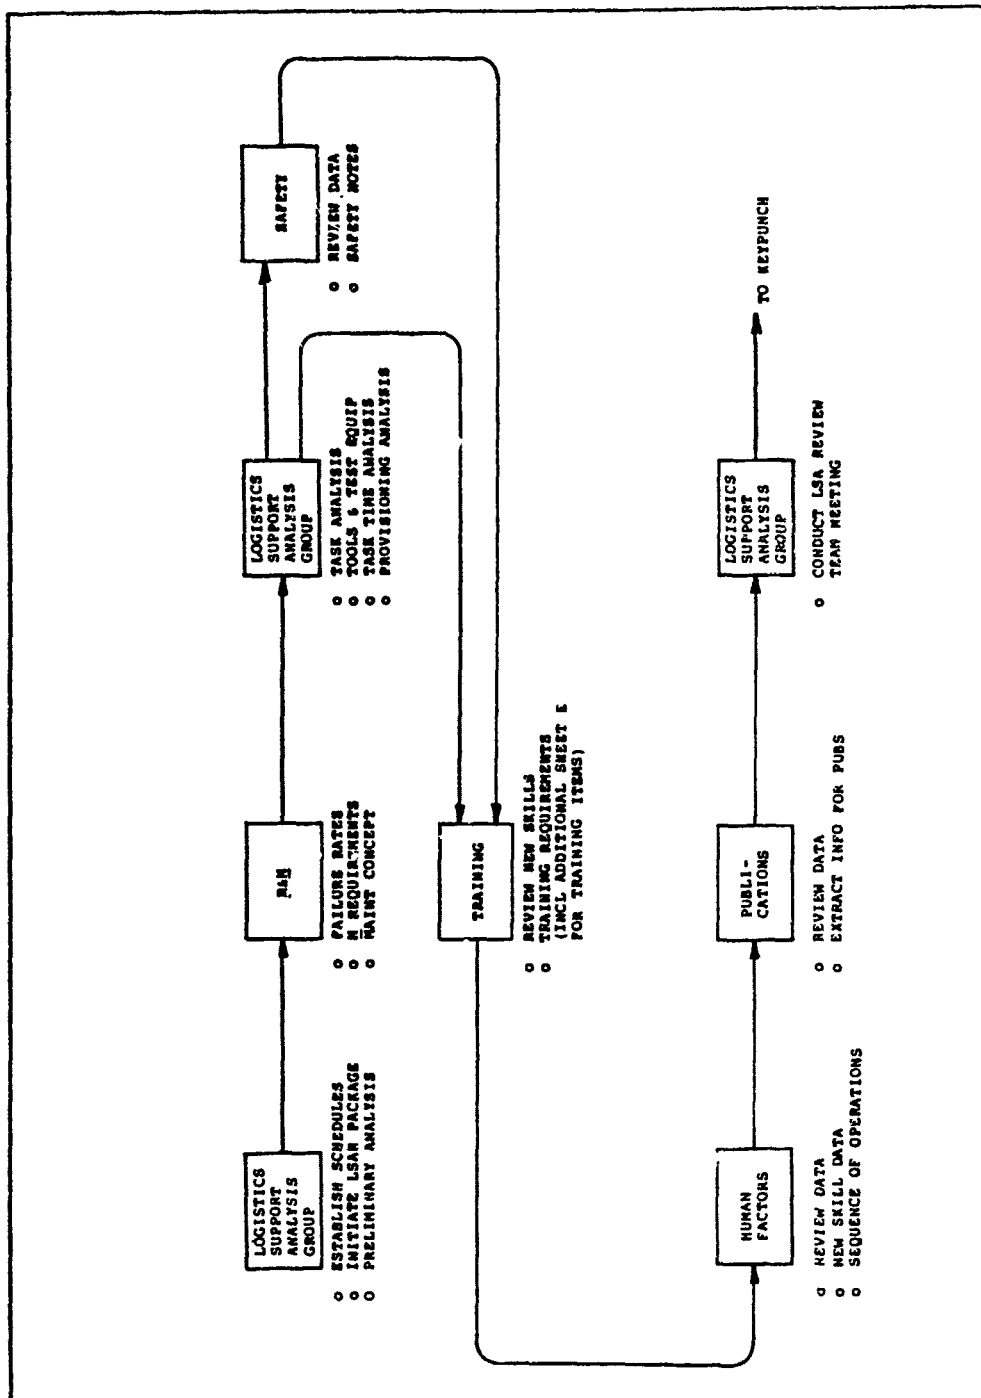 LOGISTICS
SUPPORT
ANALYSIS
GROUP
o ESTABLISH SCHEDULES
o INITIATE LSAR PACKAGE
o PRELIMINARY ANALYSIS
R&M
o FAILURE RATES
o M REQUIREMENTS
o MAINT CONCEPT
LOGISTICS
SUPPORT
ANALYSIS
GROUP
o TASK ANALYSIS
o TOOLS & TEST EQUIP
o TASK TIME ANALYSIS
o PROVISIONING ANALYSIS
SAFETY
o REVIEW DATA
o SAFETY NOTES
TRAINING
o REVIEW NEW SKILLS
o TRAINING REQUIREMENTS
(INCL ADDITIONAL SHEET E
FOR TRAINING ITEMS)
HUMAN
FACTORS
o REVIEW DATA
o NEW SKILL DATA
o SEQUENCE OF OPERATIONS
PUBLI-
CATIONS
o REVIEW DATA
o EXTRACT INFO FOR PUBS
LOGISTICS
SUPPORT
ANALYSIS
GROUP
o CONDUCT LSA REVIEW
TEAM MEETING
TO KEYPUNCH